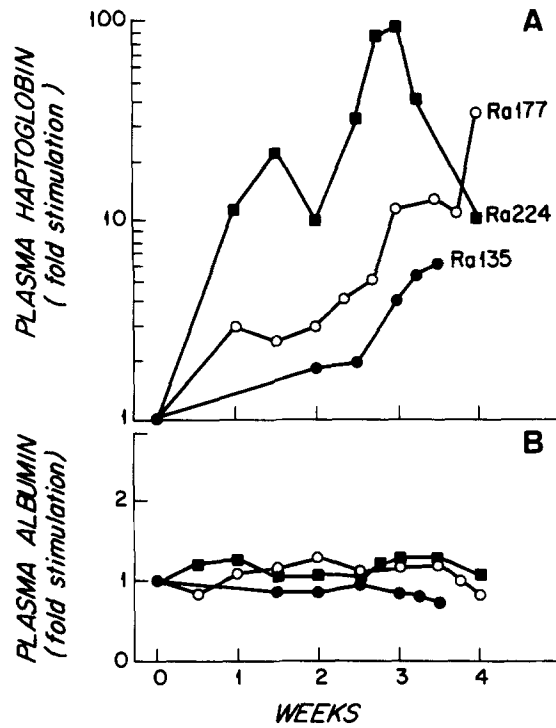 A
PLASMA HAPTOGLOBIN
(fold stimulation)
100
10
1
Ra177
Ra224
Ra135
B
PLASMA ALBUMIN
(fold stimulation)
2
1
0
0 1 2 3 4
WEEKS